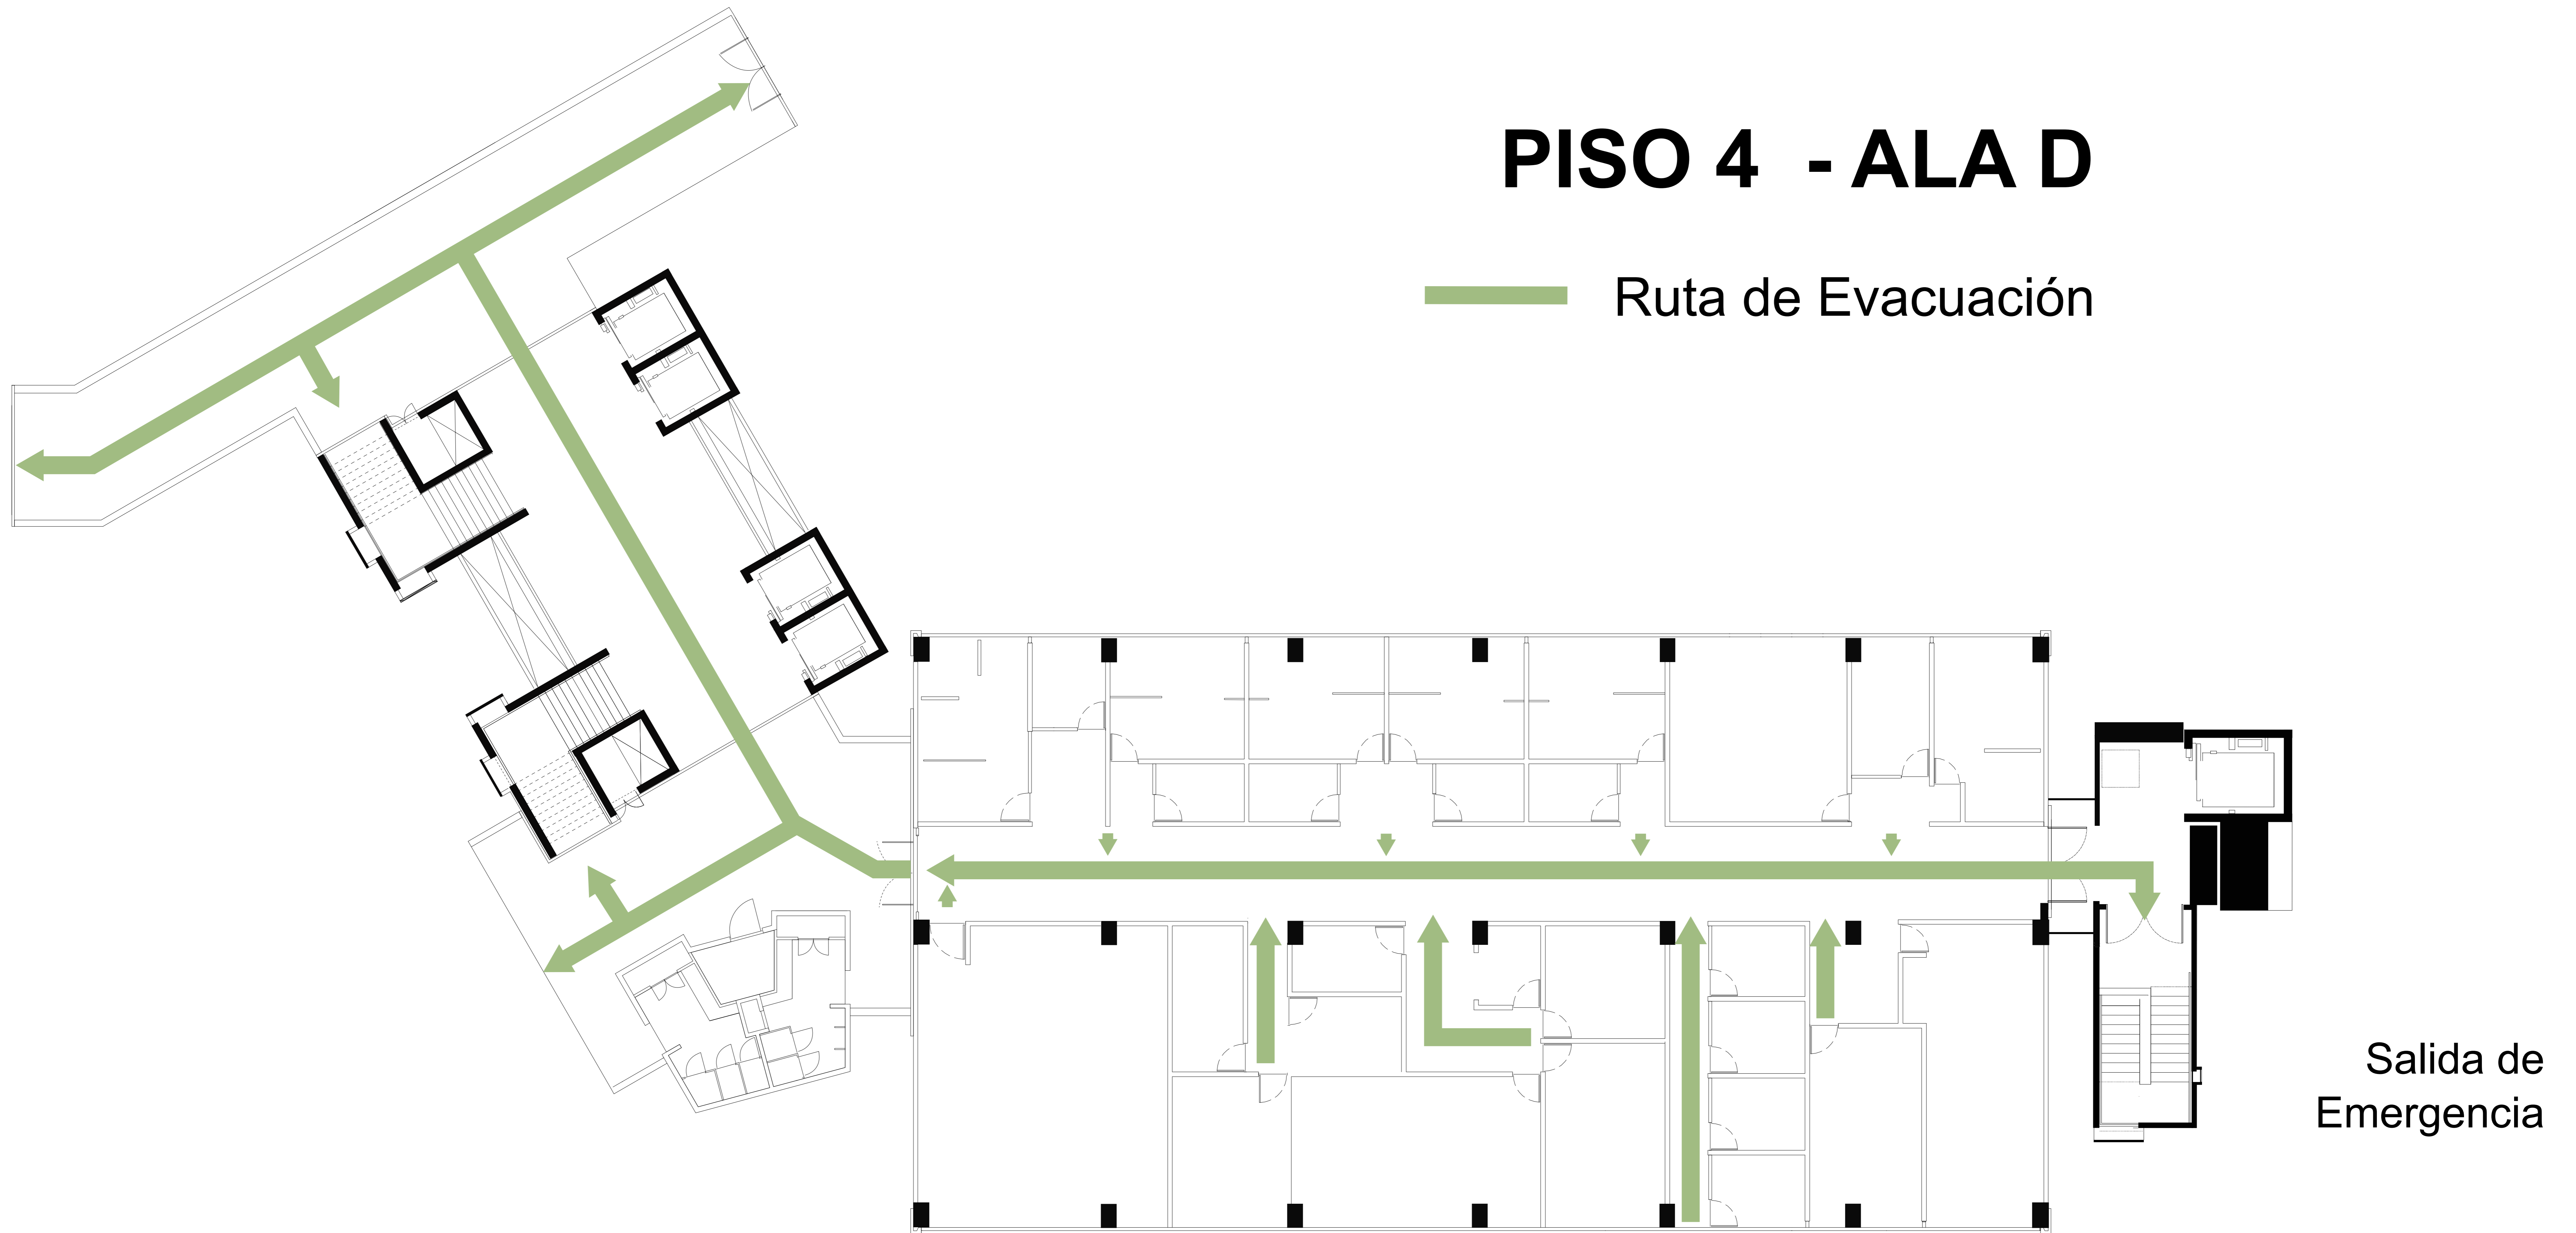 PISO 4 - ALA D
Ruta de Evacuación
Salida de
Emergencia